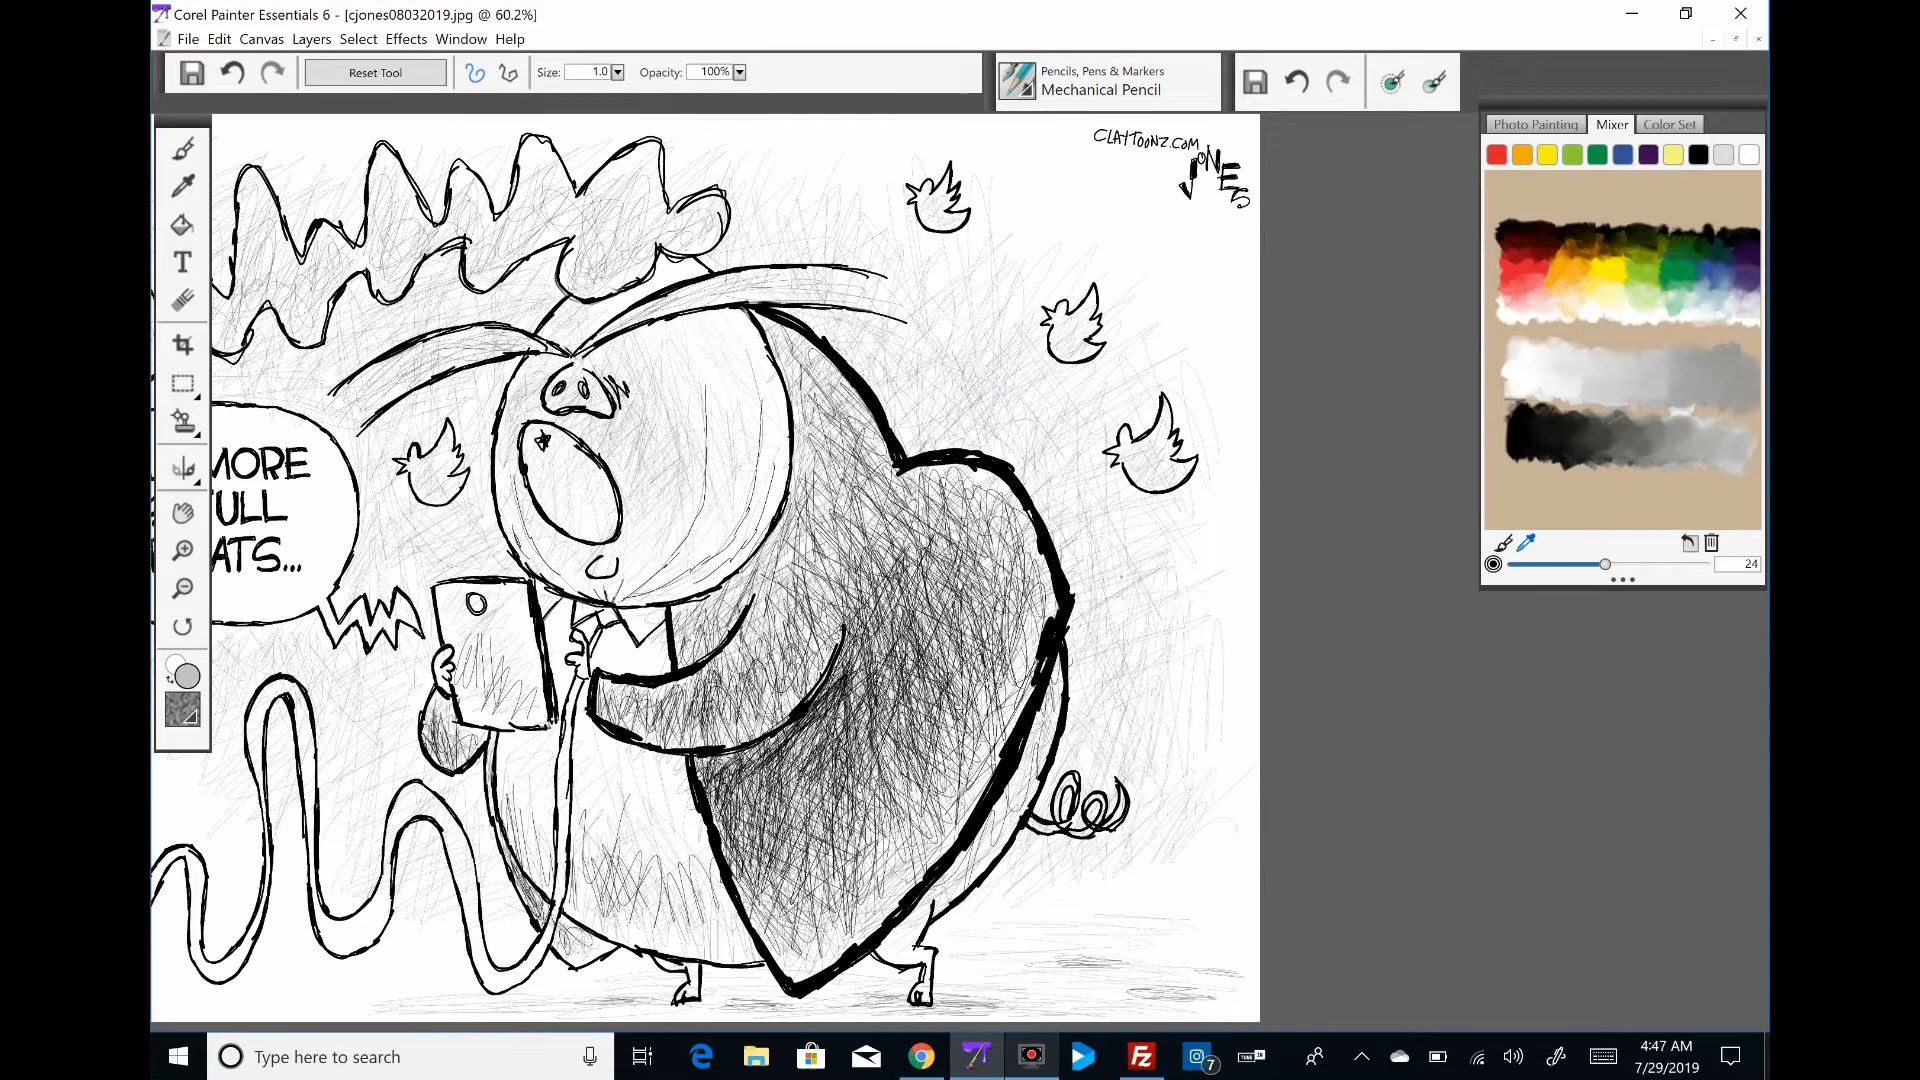 Corel Painter Essentials 6 - [cjones08032019.jpg @ 60.2%]
File Edit Canvas Layers Select Effects Window Help
Reset Tool
Size: 1.0
Opacity: 100%
Pencils, Pens & Markers
Mechanical Pencil
Photo Painting Mixer Color Set
CLAYTOONZ.COM
JONES
MORE
ULL
ATS...
24
Type here to search
7
4:47 AM
7/29/2019